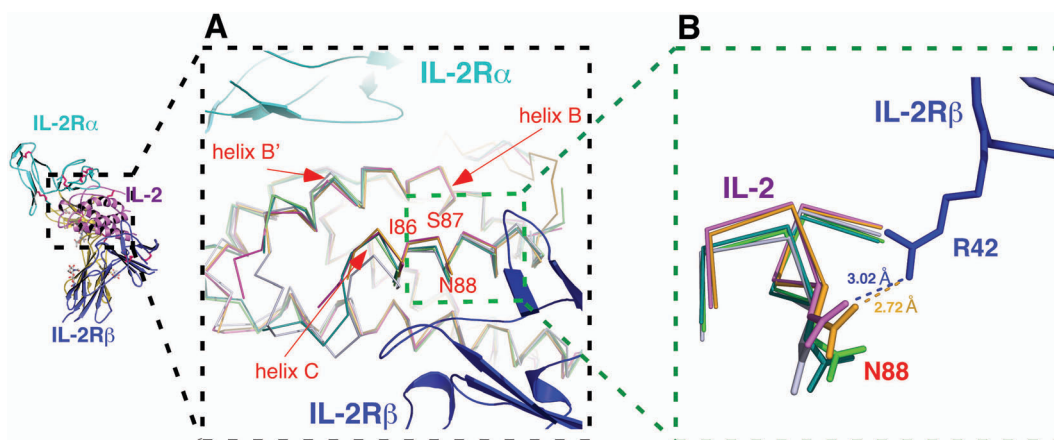 A
B
IL-2Rα
IL-2
IL-2Rβ
IL-2Rα
helix B
helix B’
I86
S87
N88
helix C
IL-2Rβ
IL-2Rβ
IL-2
R42
3.02 Å
2.72 Å
N88